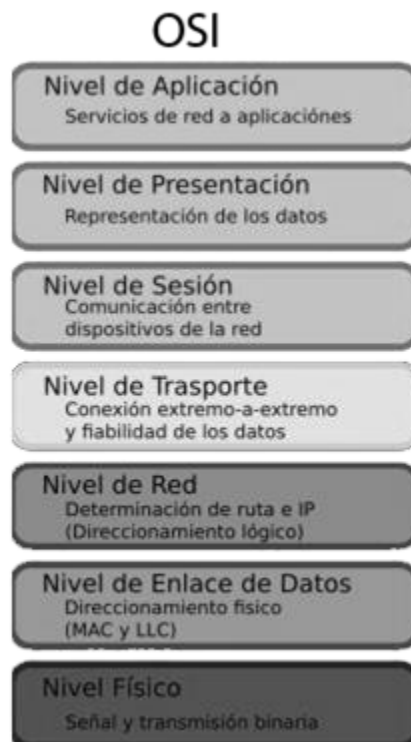 OSI
Nivel de Aplicación
Servicios de red a aplicaciónes
Nivel de Presentación
Representación de los datos
Nivel de Sesión
Comunicación entre
dispositivos de la red
Nivel de Trasporte
Conexión extremo-a-extremo
y fiabilidad de los datos
Nivel de Red
Determinación de ruta e IP
(Direccionamiento lógico)
Nivel de Enlace de Datos
Direccionamiento fisico
(MAC y LLC)
Nivel Físico
Señal y transmisión binaria